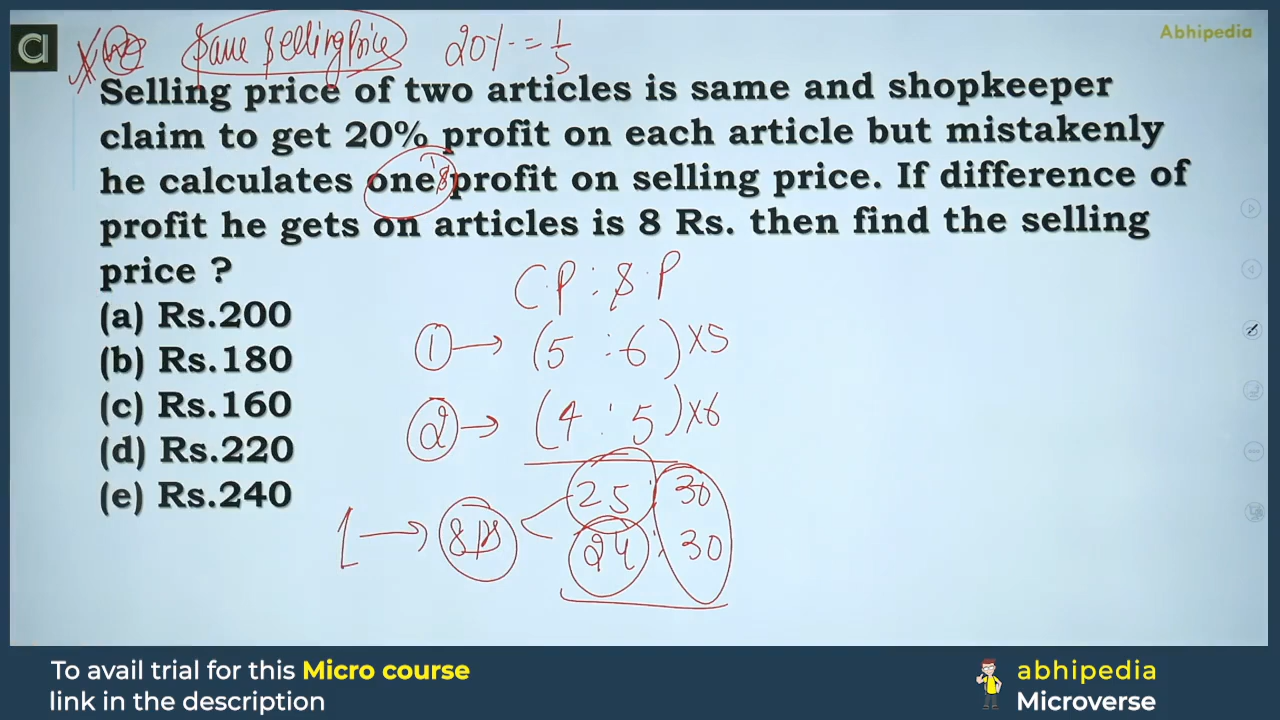 Same Selling Price 20% = 1/5
Abhipedia
Selling price of two articles is same and shopkeeper
claim to get 20% profit on each article but mistakenly
he calculates one profit on selling price. If difference of
profit he gets on articles is 8 Rs. then find the selling
price ?
(a) Rs.200
(b) Rs.180
(c) Rs.160
(d) Rs.220
(e) Rs.240
C.P : S.P
① → (5 : 6) ×5
② → (4 : 5) ×6
25 : 30
1 → 8 Rs
24 : 30
To avail trial for this Micro course
link in the description
abhipedia
Microverse